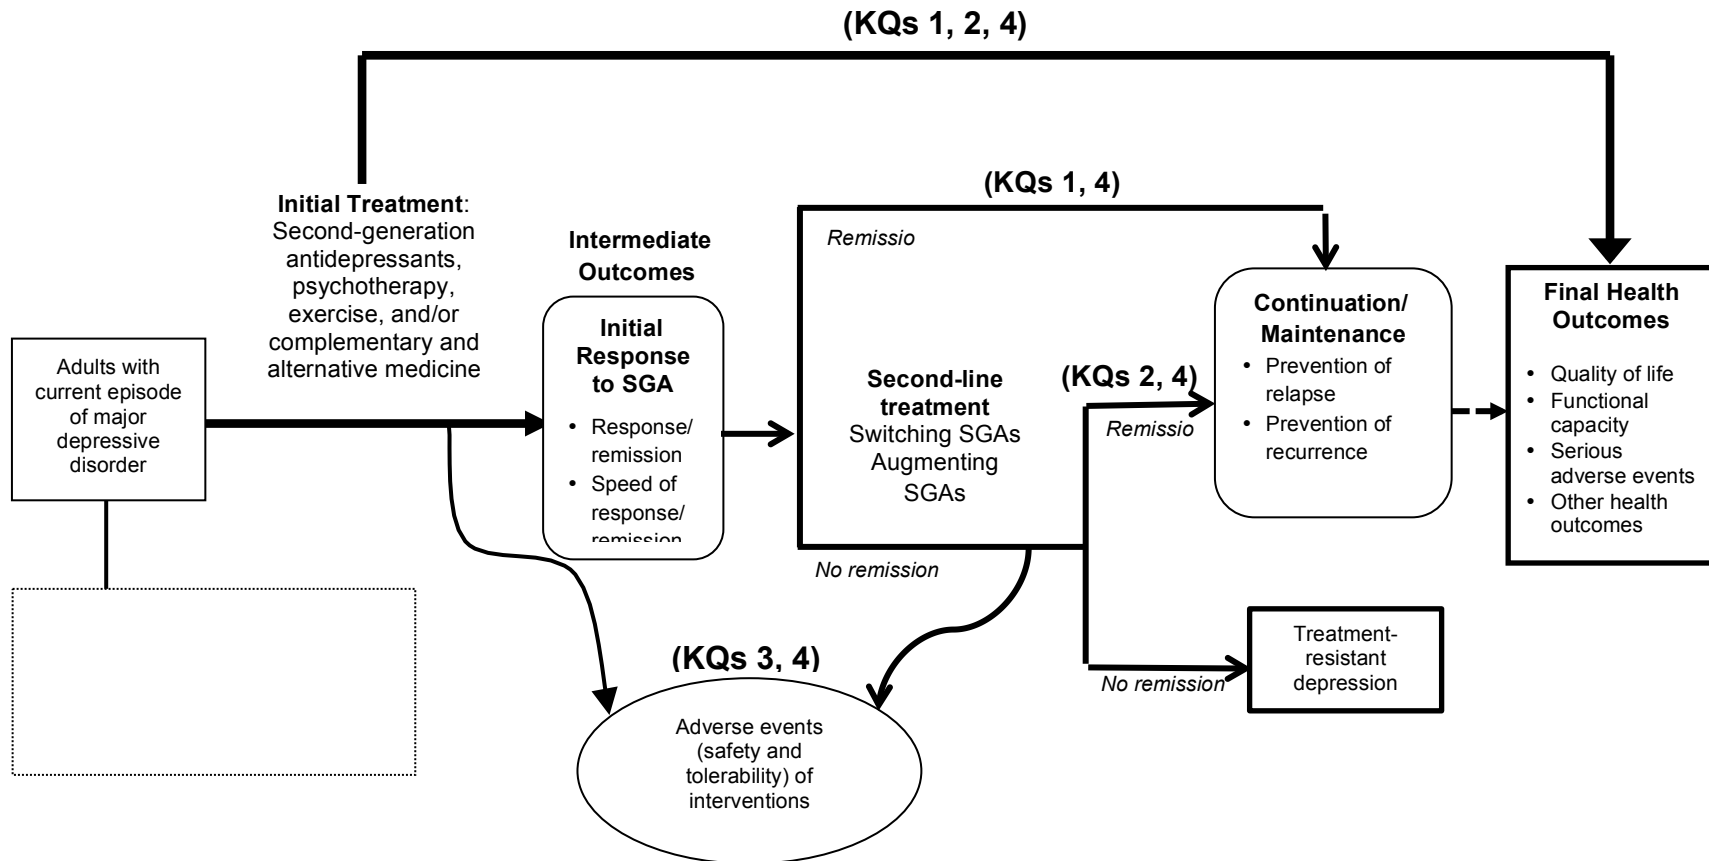 (KQs 1, 2, 4)
Initial Treatment:
Second-generation
antidepressants,
psychotherapy,
exercise, and/or
complementary and
alternative medicine
Adults with
current episode
of major
depressive
disorder
Intermediate
Outcomes
Initial
Response
to SGA
• Response/
remission
• Speed of
response/
remission
(KQs 1, 4)
Remissio
Second-line
treatment
Switching SGAs
Augmenting
SGAs
No remission
(KQs 2, 4)
Remissio
No remission
Continuation/
Maintenance
• Prevention of
relapse
• Prevention of
recurrence
Final Health
Outcomes
• Quality of life
• Functional
capacity
• Serious
adverse events
• Other health
outcomes
Treatment-
resistant
depression
(KQs 3, 4)
Adverse events
(safety and
tolerability) of
interventions